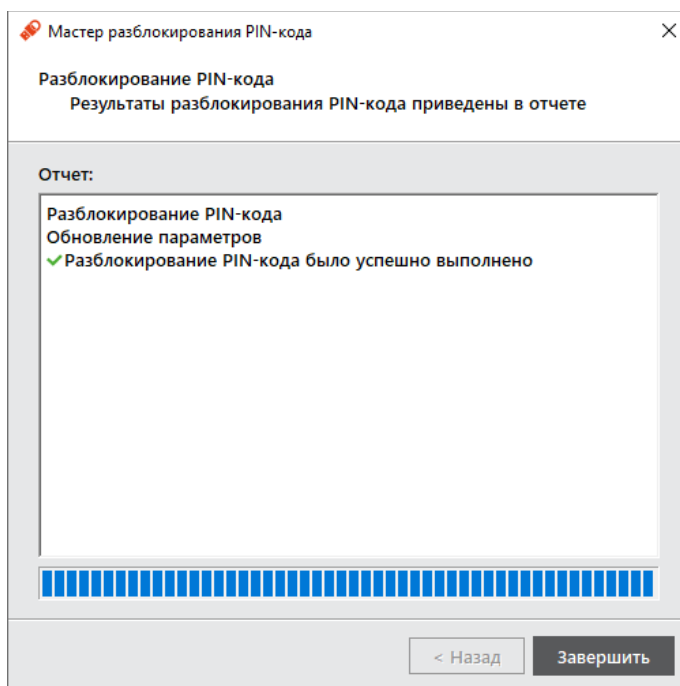 Мастер разблокирования PIN-кода
Разблокирование PIN-кода
Результаты разблокирования PIN-кода приведены в отчете
Отчет:
Разблокирование PIN-кода
Обновление параметров
Разблокирование PIN-кода было успешно выполнено
< Назад
Завершить